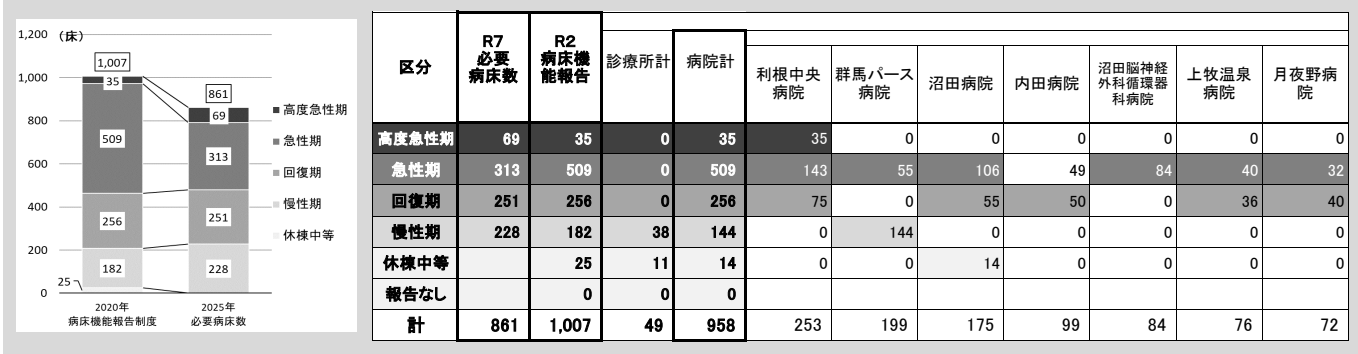 1,200 （床）
1,000
800
600
400
200
0
1,007
35
509
256
182
25
861
69
313
251
228
2020年
病床機能報告制度
2025年
必要病床数
高度急性期
急性期
回復期
慢性期
休棟中等
区分 R7必要病床数 R2病床機能報告 診療所計 病院計 利根中央病院 群馬パース病院 沼田病院 内田病院 沼田脳神経外科循環器科病院 上牧温泉病院 月夜野病院
高度急性期 69 35 0 35 35 0 0 0 0 0 0
急性期 313 509 0 509 143 55 106 49 84 40 32
回復期 251 256 0 256 75 0 55 50 0 36 40
慢性期 228 182 38 144 0 144 0 0 0 0 0
休棟中等 25 11 14 0 0 14 0 0 0 0
報告なし 0 0 0
計 861 1,007 49 958 253 199 175 99 84 76 72